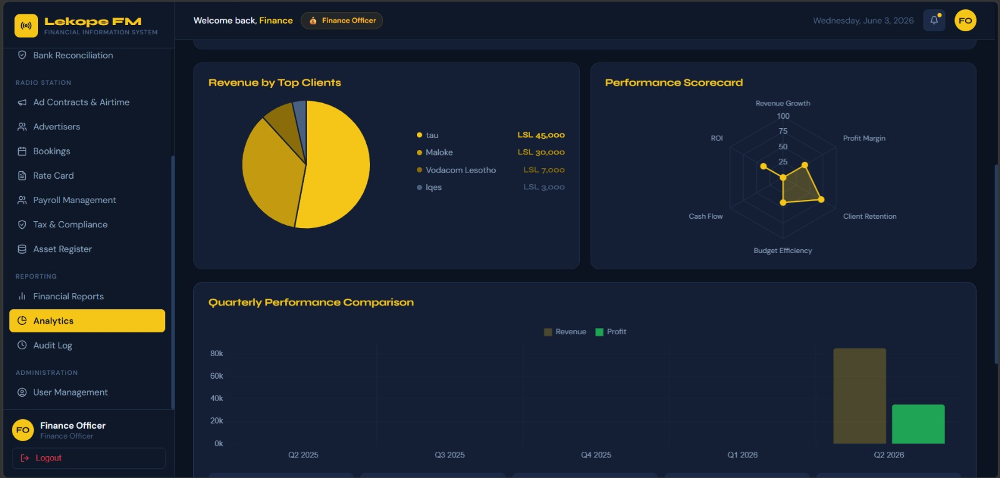 Lekope FM
FINANCIAL INFORMATION SYSTEM
Bank Reconciliation
RADIO STATION
Ad Contracts & Airtime
Advertisers
Bookings
Rate Card
Payroll Management
Tax & Compliance
Asset Register
REPORTING
Financial Reports
Analytics
Audit Log
ADMINISTRATION
User Management
FO
Finance Officer
Finance Officer
Logout
Welcome back, Finance
Finance Officer
Wednesday, June 3, 2026
FO
Revenue by Top Clients
tau LSL 45,000
Maloke LSL 30,000
Vodacom Lesotho LSL 7,000
lqes LSL 3,000
Performance Scorecard
Revenue Growth
100
75
50
25
ROI
Profit Margin
Cash Flow
Client Retention
Budget Efficiency
Quarterly Performance Comparison
Revenue Profit
80k
60k
40k
20k
0k
Q2 2025 Q3 2025 Q4 2025 Q1 2026 Q2 2026